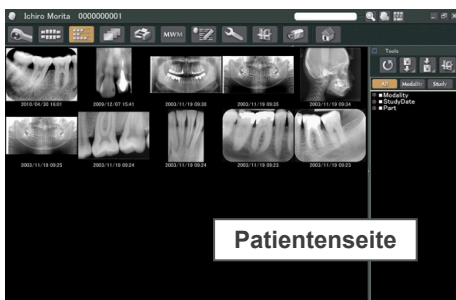 Ichiro Morita 0000000001
MWM
Tools
All Modality Study
Modality
StudyDate
Part
2010/04/30 16:01 2009/12/07 15:41 2003/11/19 09:36 2003/11/19 09:35 2003/11/19 09:34
2003/11/19 09:25 2003/11/19 09:24 2003/11/19 09:24 2003/11/19 09:23 2003/11/19 09:23
Patientenseite